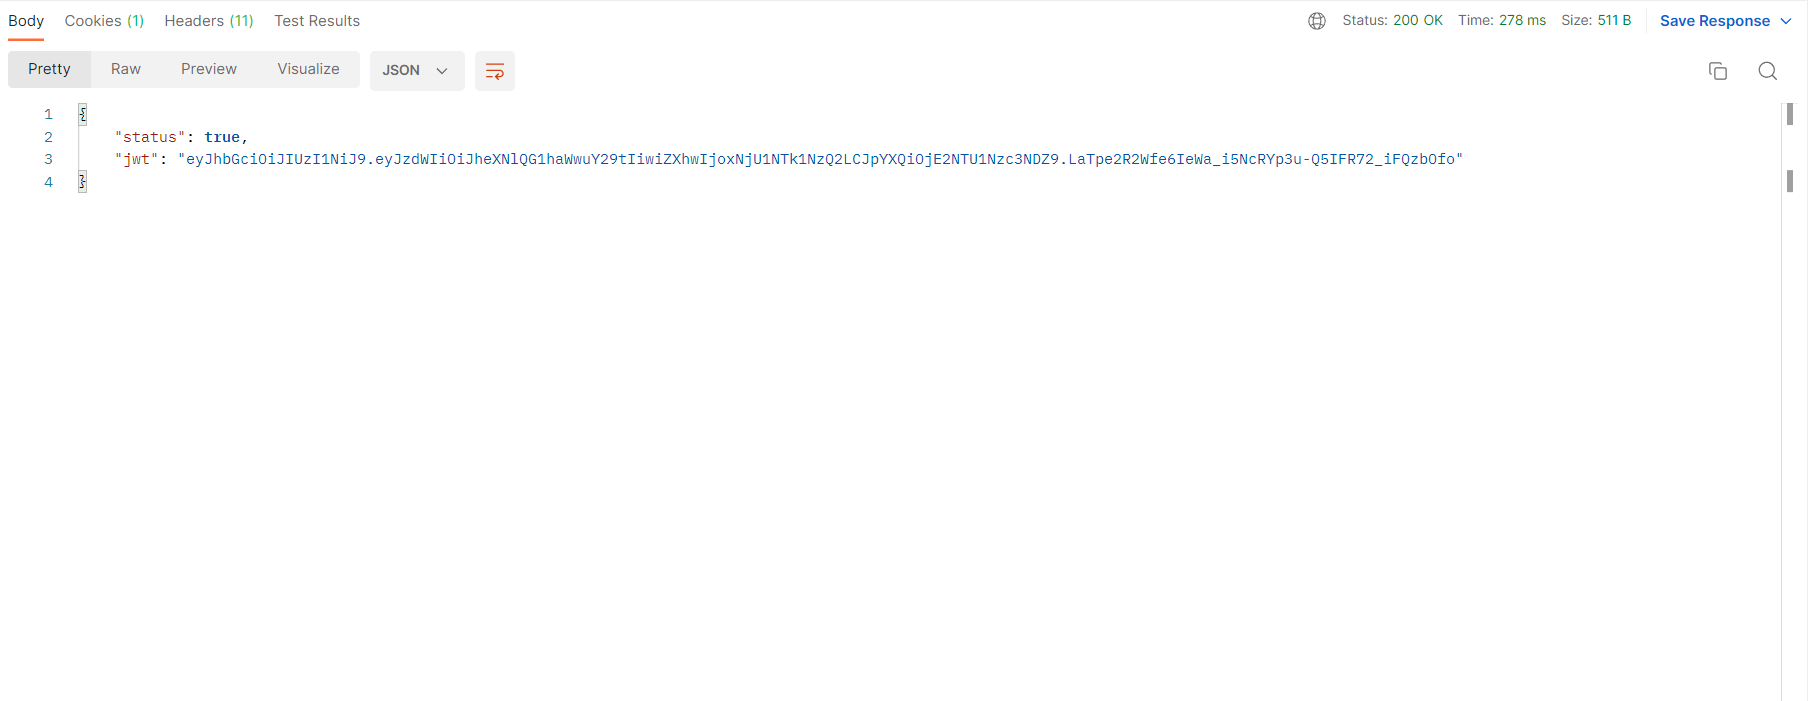 Body Cookies (1) Headers (11) Test Results Status: 200 OK Time: 278 ms Size: 511 B Save Response
Pretty Raw Preview Visualize JSON
1 {
2 "status": true,
3 "jwt": "eyJhbGciOiJIUzI1NiJ9.eyJzdWIiOiJheXNlQG1haWwuY29tIiwiZXhwIjoxNjU1NTk1NzQ2LCJpYXQiOjE2NTU1Nzc3NDZ9.LaTpe2R2Wfe6IeWa_i5NcRYp3u-Q5IFR72_iFQzbOfo"
4 }